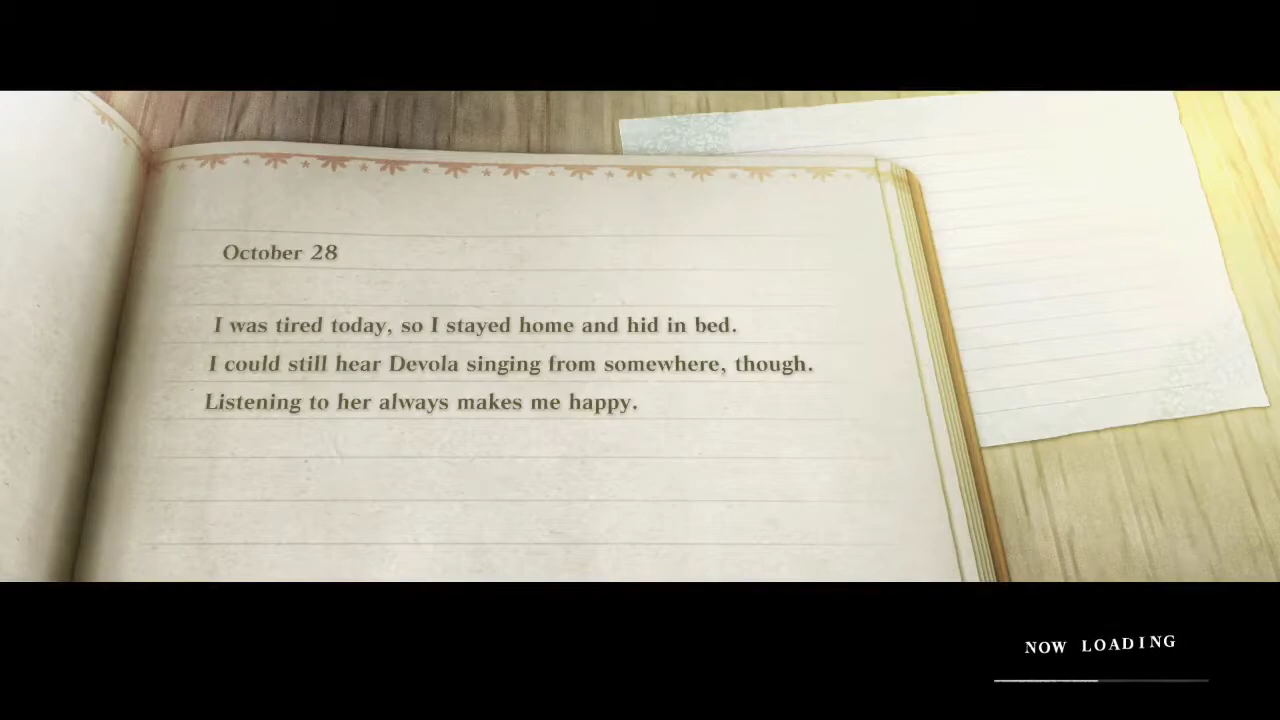 October 28
I was tired today, so I stayed home and hid in bed.
I could still hear Devola singing from somewhere, though.
Listening to her always makes me happy.
NOW LOADING